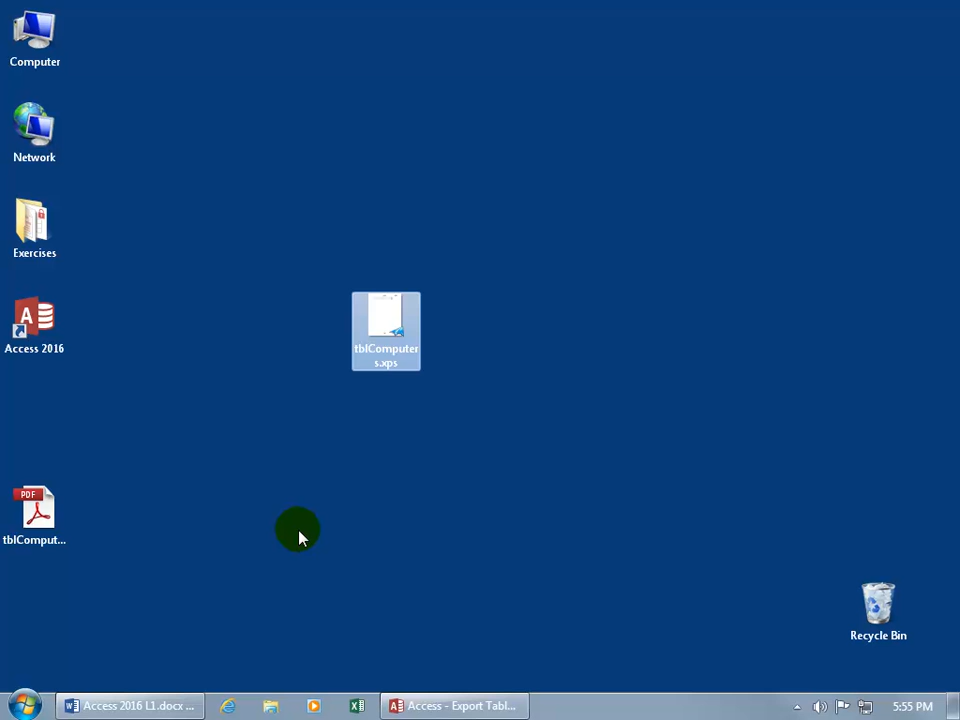 Computer
Network
Exercises
Access 2016
tblComputer
s.xps
PDF
tblComput...
Recycle Bin
Access 2016 L1.docx ...
Access - Export Tabl...
5:55 PM